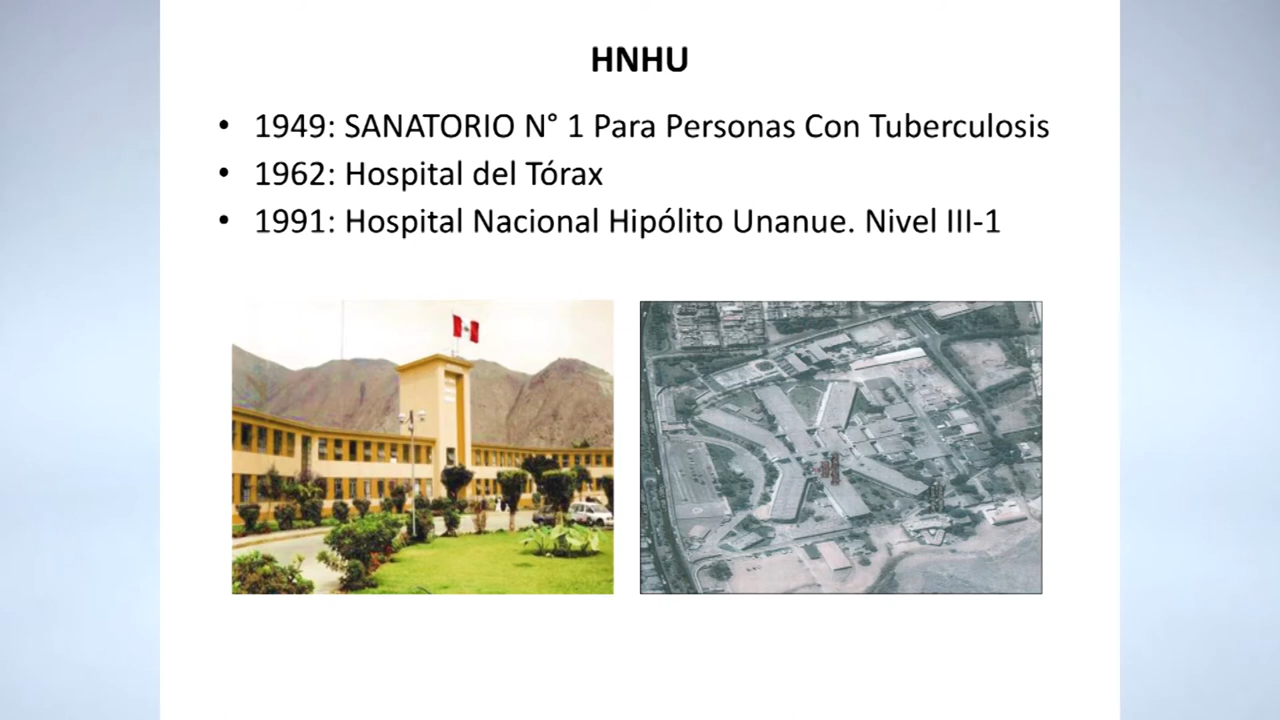 HNHU
• 1949: SANATORIO N° 1 Para Personas Con Tuberculosis
• 1962: Hospital del Tórax
• 1991: Hospital Nacional Hipólito Unanue. Nivel III-1